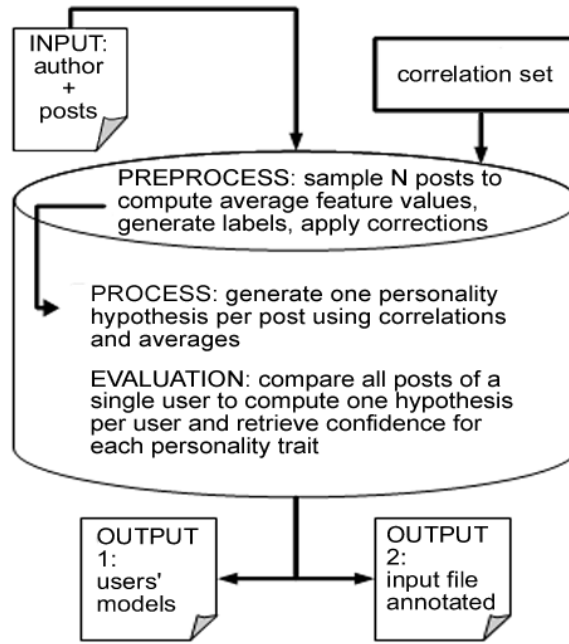 INPUT:
author
+
posts
correlation set
PREPROCESS: sample N posts to
compute average feature values,
generate labels, apply corrections
PROCESS: generate one personality
hypothesis per post using correlations
and averages
EVALUATION: compare all posts of a
single user to compute one hypothesis
per user and retrieve confidence for
each personality trait
OUTPUT
1:
users'
models
OUTPUT
2:
input file
annotated